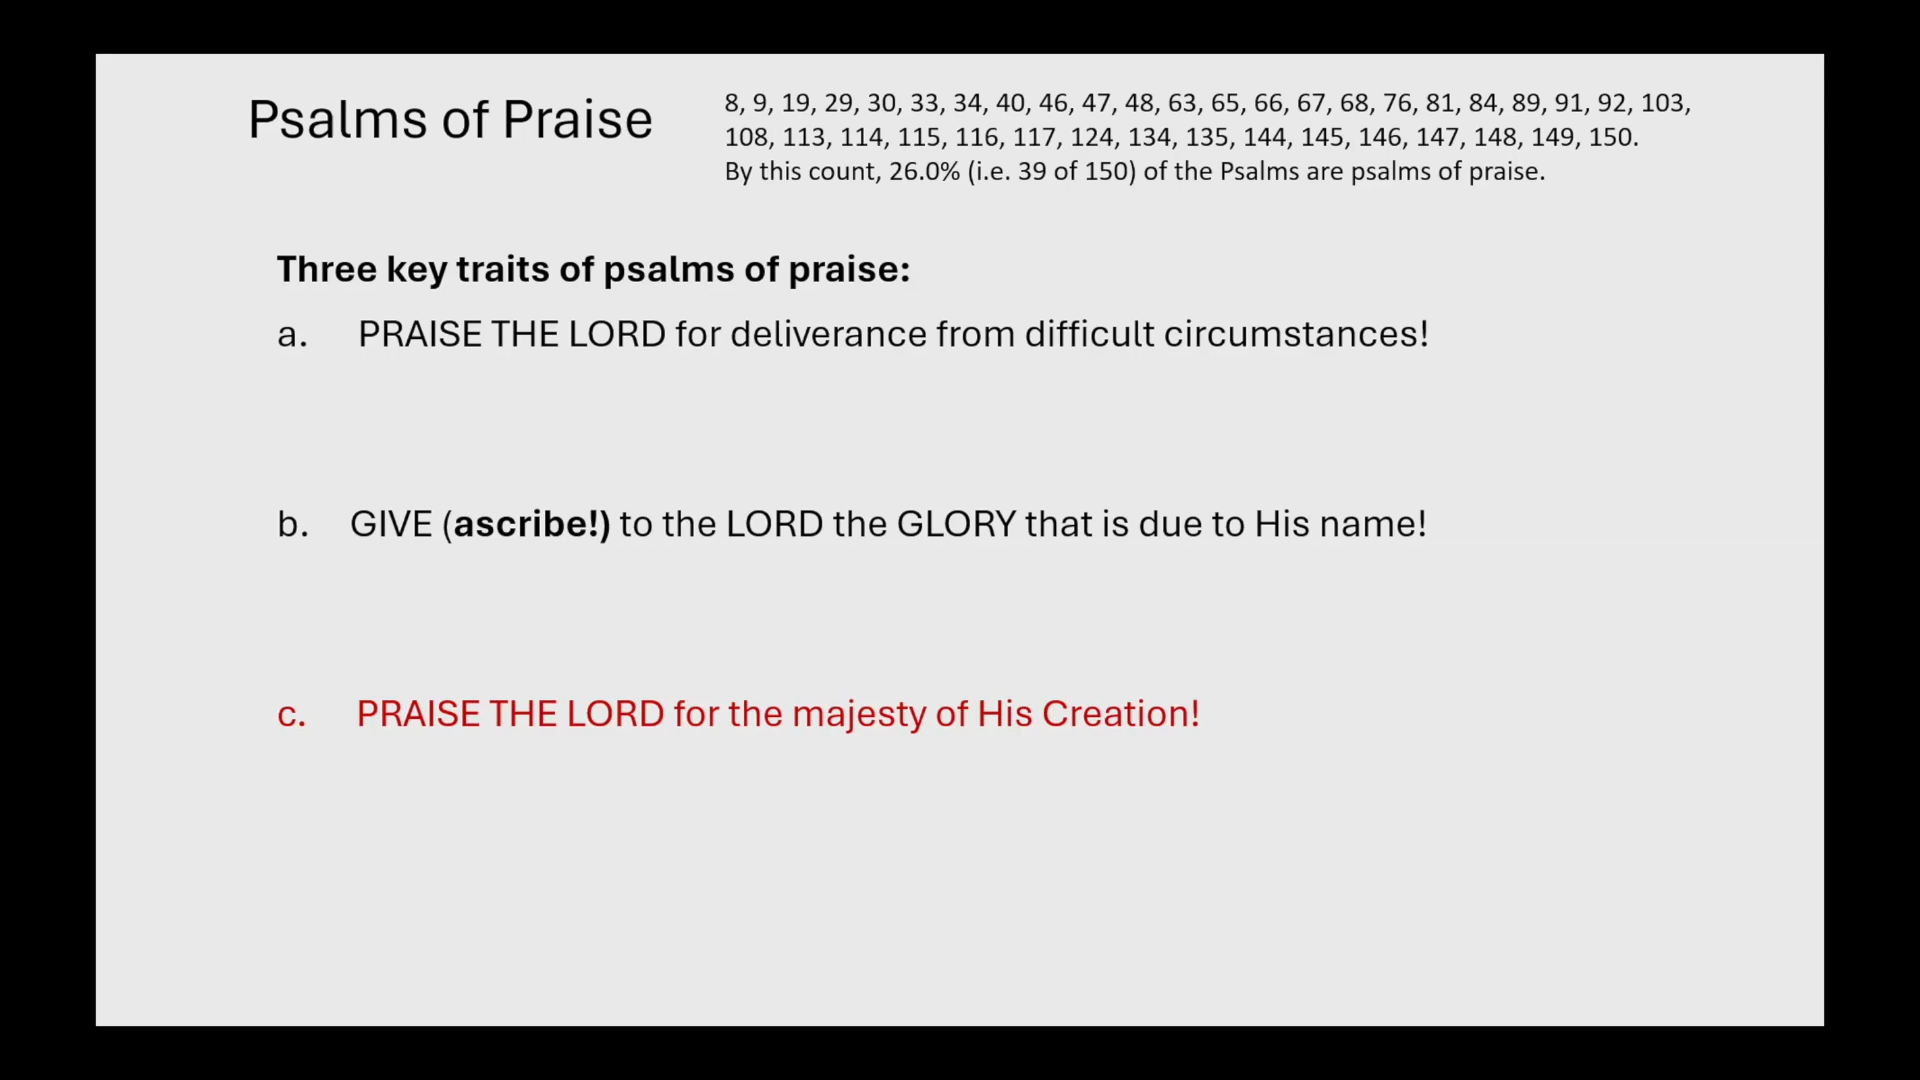 Psalms of Praise
8, 9, 19, 29, 30, 33, 34, 40, 46, 47, 48, 63, 65, 66, 67, 68, 76, 81, 84, 89, 91, 92, 103,
108, 113, 114, 115, 116, 117, 124, 134, 135, 144, 145, 146, 147, 148, 149, 150.
By this count, 26.0% (i.e. 39 of 150) of the Psalms are psalms of praise.
Three key traits of psalms of praise:
a. PRAISE THE LORD for deliverance from difficult circumstances!
b. GIVE (ascribe!) to the LORD the GLORY that is due to His name!
c. PRAISE THE LORD for the majesty of His Creation!